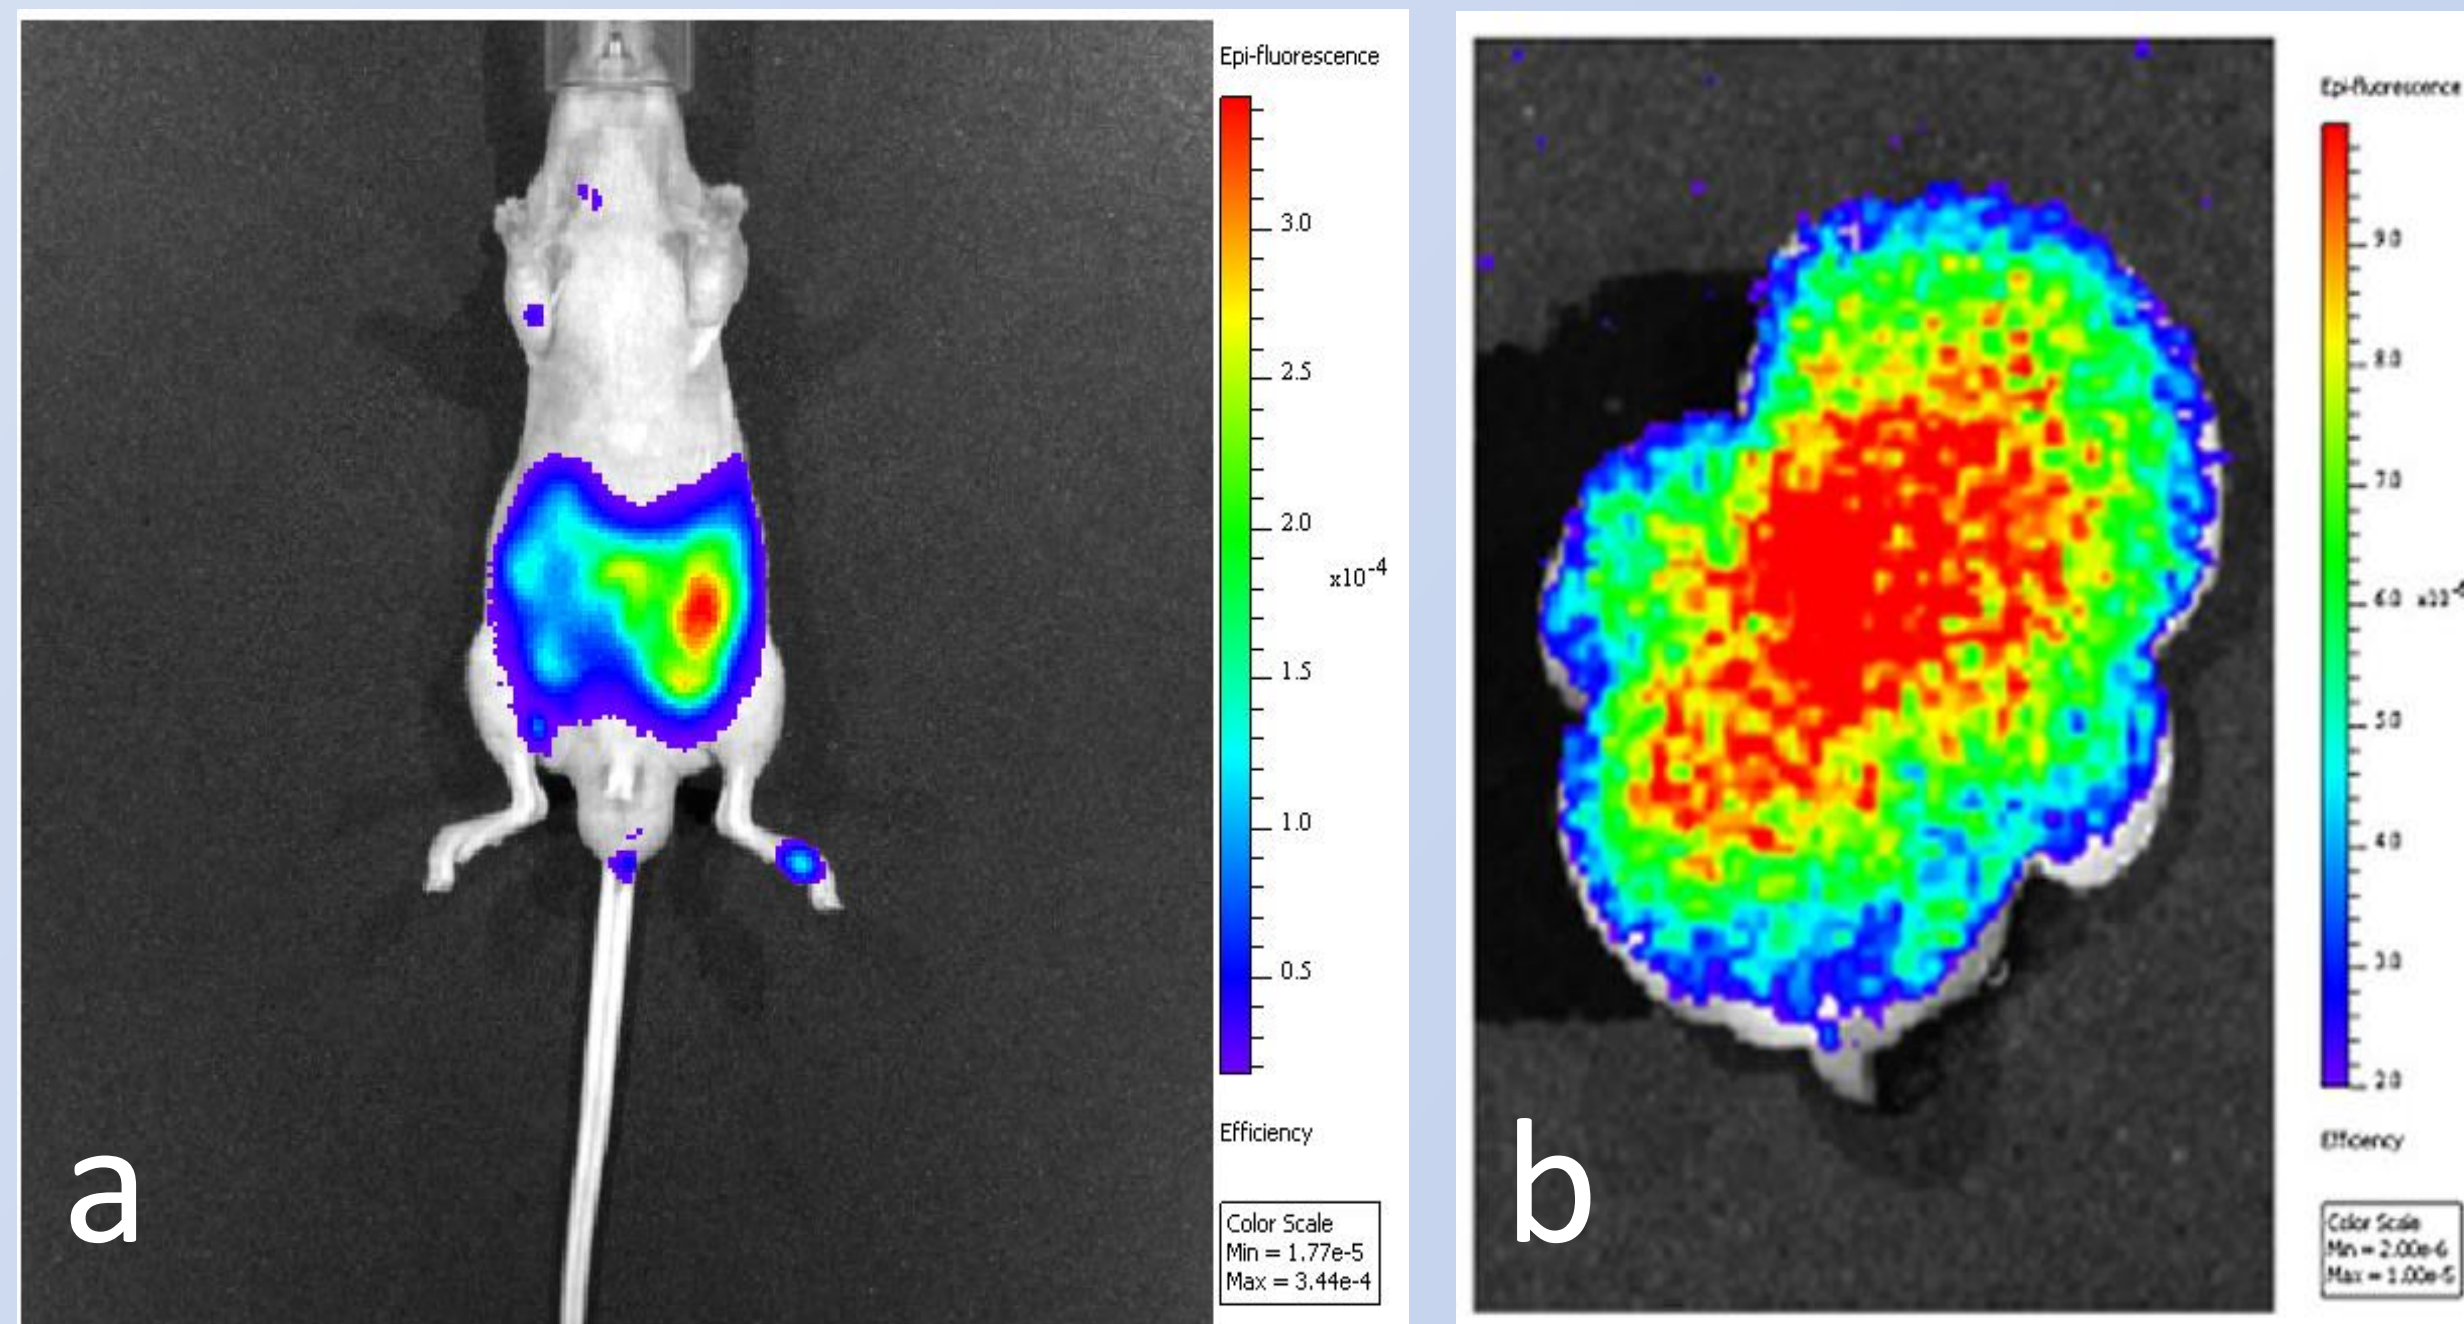 Epi-fluorescence
3.0
2.5
2.0
x10-4
1.5
1.0
0.5
Efficiency
Color Scale
Min = 1.77e-5
Max = 3.44e-4
a
Epi-fluorescence
9.0
8.0
7.0
6.0
5.0
4.0
3.0
2.0
Efficiency
Color Scale
Min = 2.00e-6
Max = 1.00e-5
b